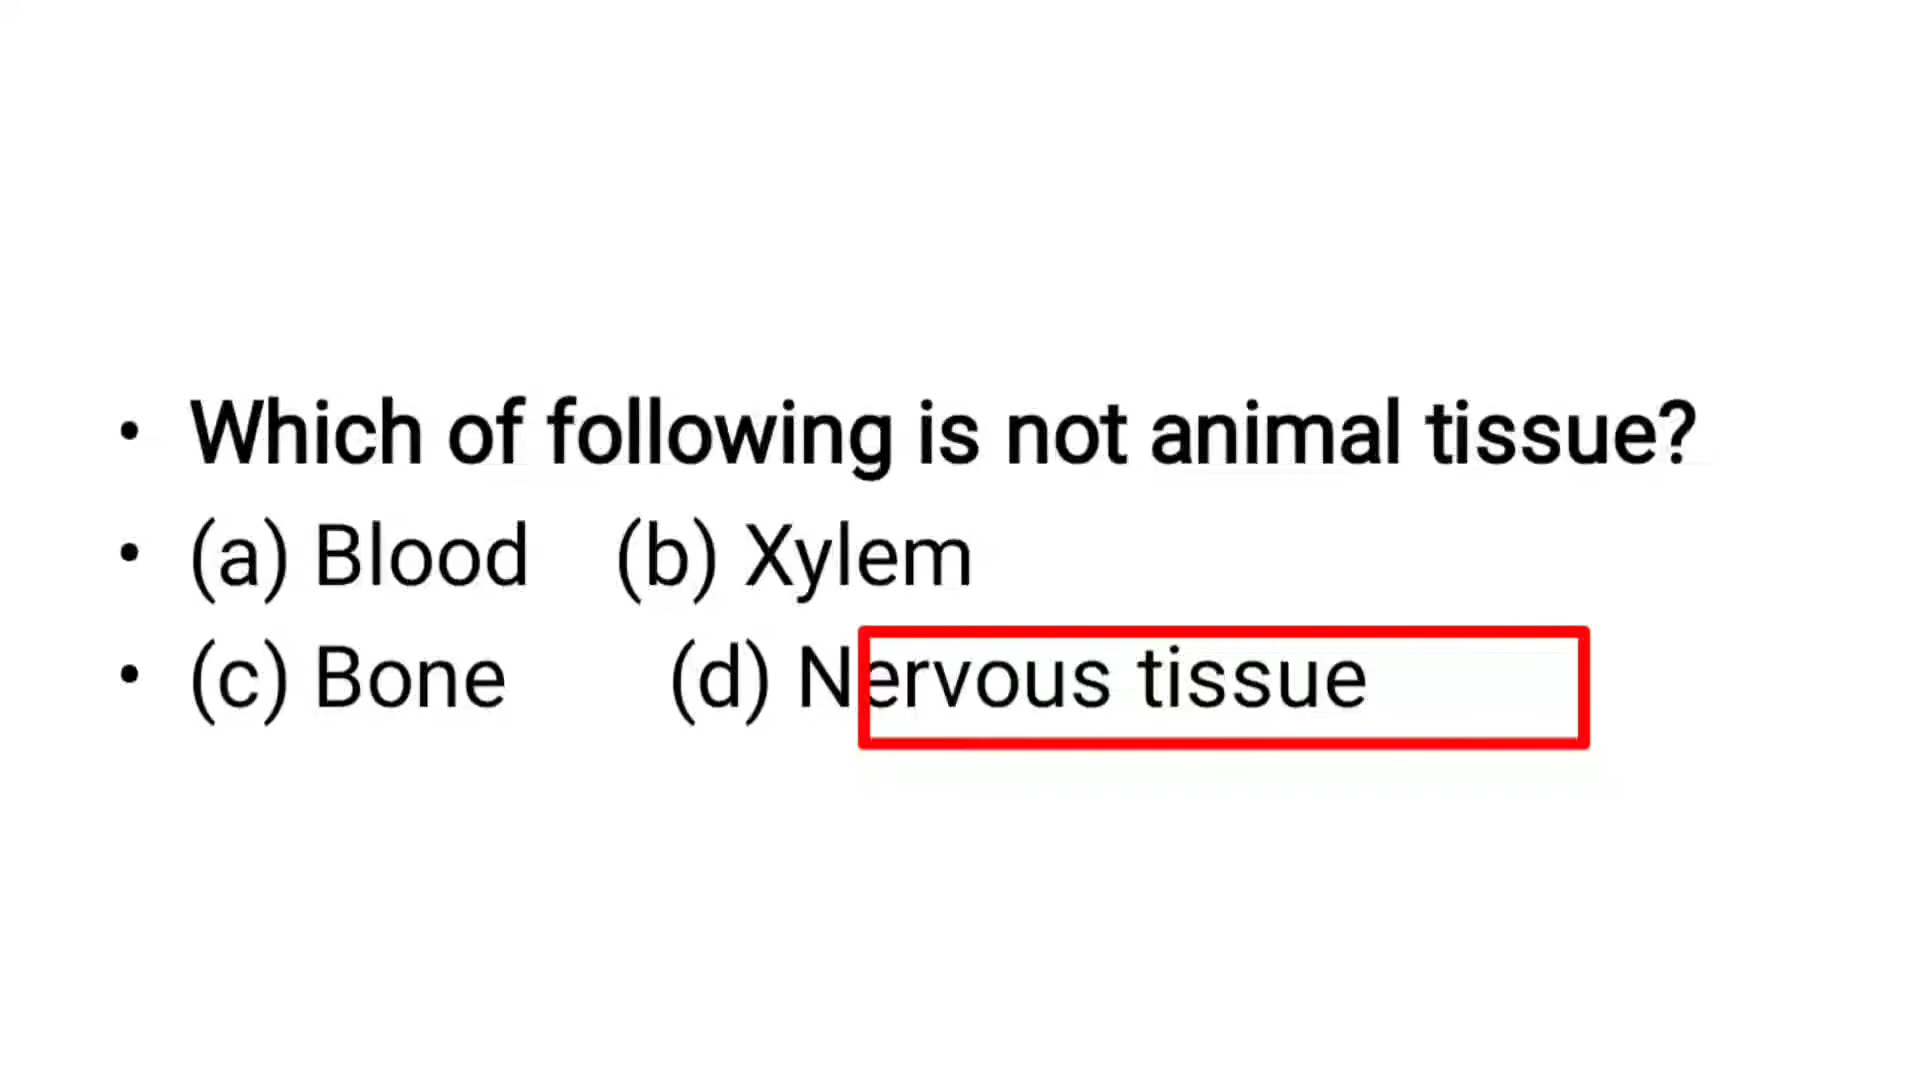 • Which of following is not animal tissue?
• (a) Blood (b) Xylem
• (c) Bone (d) Nervous tissue